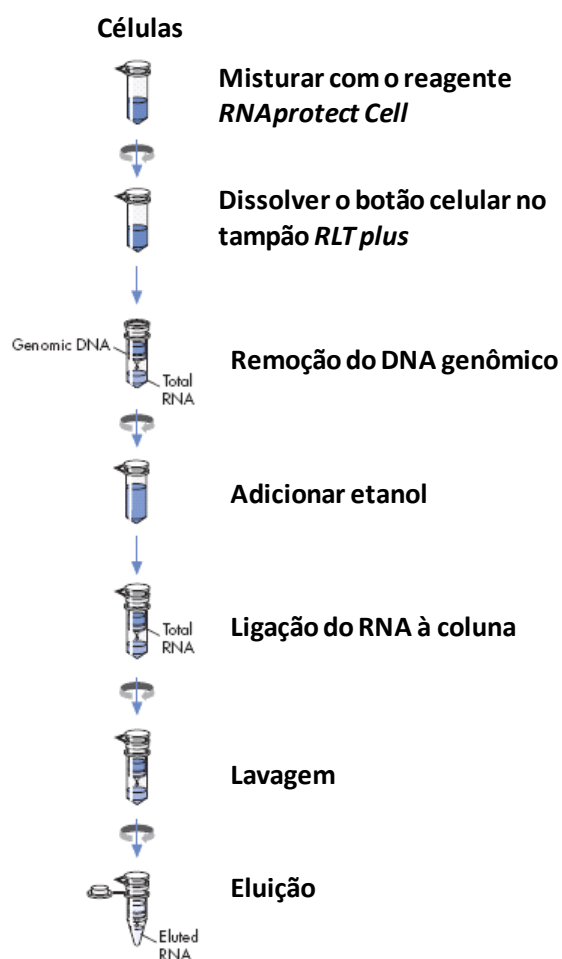 Células
Misturar com o reagente
RNAprotect Cell
Dissolver o botão celular no
tampão RLT plus
Genomic DNA
Total
RNA
Remoção do DNA genômico
Adicionar etanol
Total
RNA
Ligação do RNA à coluna
Lavagem
Eluição
Eluted
RNA